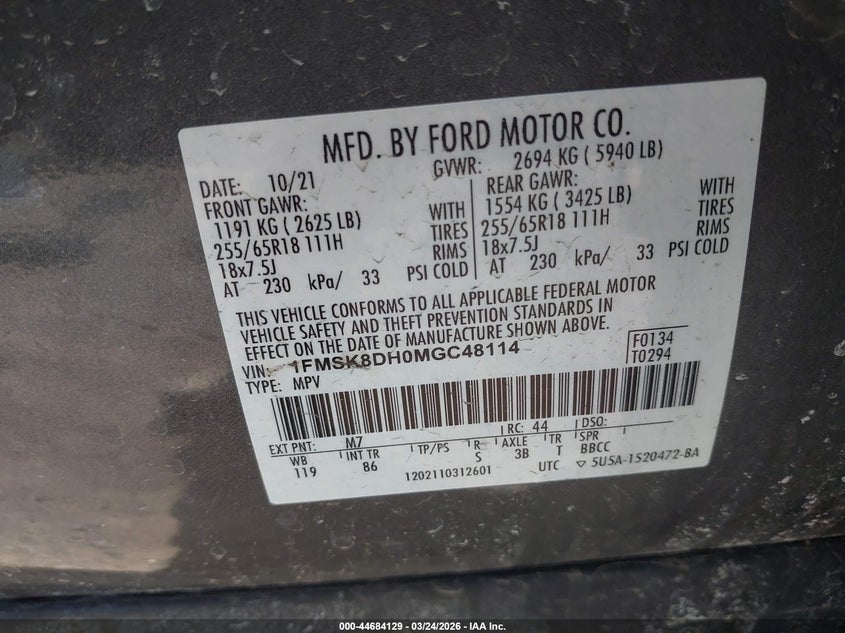 MFD. BY FORD MOTOR CO.
DATE: 10/21 GVWR: 2694 KG ( 5940 LB)
FRONT GAWR: REAR GAWR:
1191 KG ( 2625 LB) WITH 1554 KG ( 3425 LB) WITH
255/65R18 111H TIRES 255/65R18 111H TIRES
18x7.5J RIMS 18x7.5J RIMS
AT 230 kPa/ 33 PSI COLD AT 230 kPa/ 33 PSI COLD
THIS VEHICLE CONFORMS TO ALL APPLICABLE FEDERAL MOTOR
VEHICLE SAFETY AND THEFT PREVENTION STANDARDS IN
EFFECT ON THE DATE OF MANUFACTURE SHOWN ABOVE.
VIN: 1FMSK8DH0MGC48114 F0134
TYPE: MPV T0294
EXT PNT: M7 RC: 44 DSO:
WB INT TR TP/PS R AXLE TR SPR
119 86 S 3B T BBCC
1202110312601 UTC ▽ 5U5A-1520472-BA
000-44684129 - 03/24/2026 - IAA Inc.